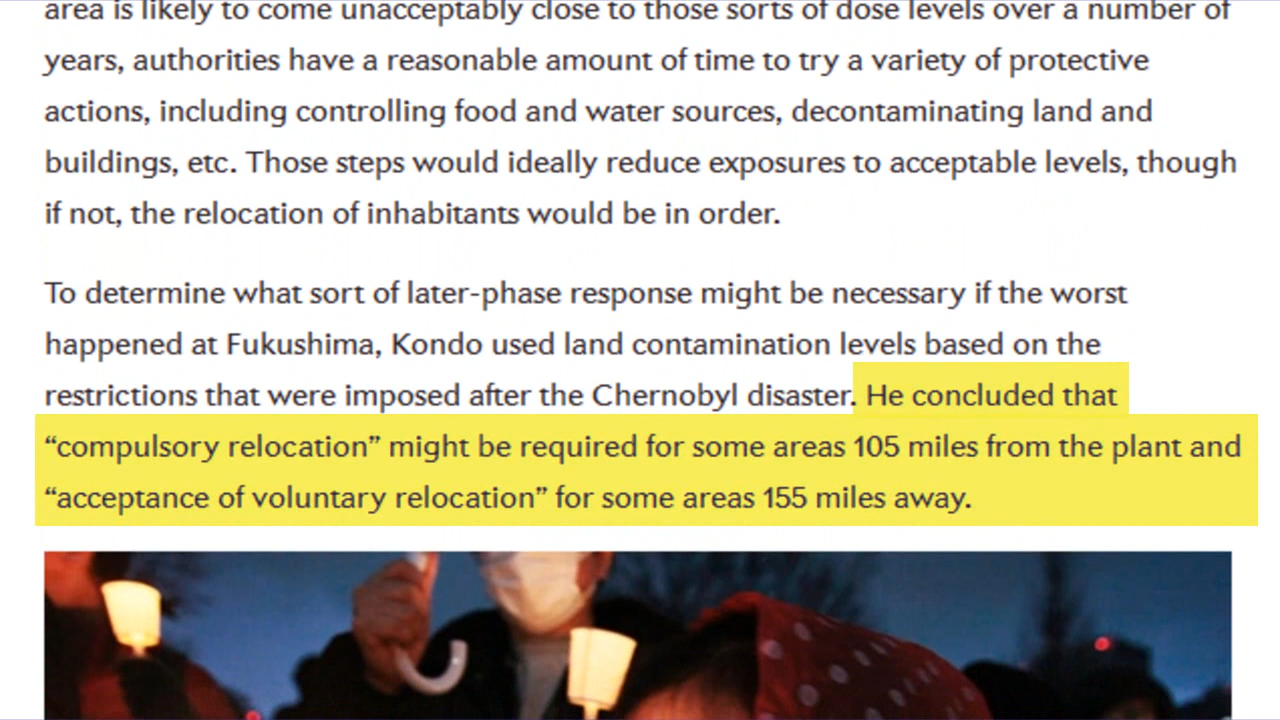 area is likely to come unacceptably close to those sorts of dose levels over a number of
years, authorities have a reasonable amount of time to try a variety of protective
actions, including controlling food and water sources, decontaminating land and
buildings, etc. Those steps would ideally reduce exposures to acceptable levels, though
if not, the relocation of inhabitants would be in order.
To determine what sort of later-phase response might be necessary if the worst
happened at Fukushima, Kondo used land contamination levels based on the
restrictions that were imposed after the Chernobyl disaster. He concluded that
“compulsory relocation” might be required for some areas 105 miles from the plant and
“acceptance of voluntary relocation” for some areas 155 miles away.